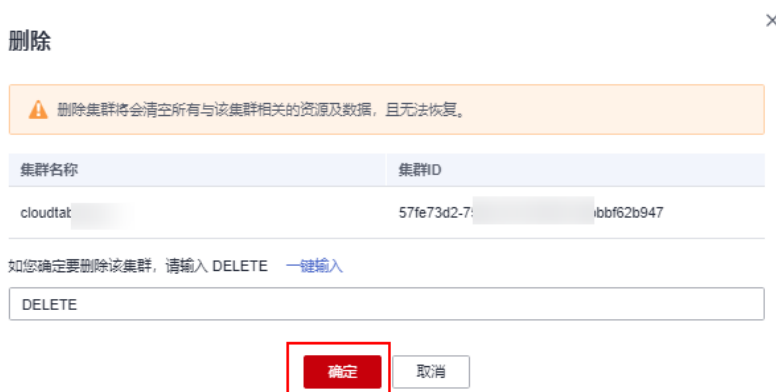 删除
删除集群将会清空所有与该集群相关的资源及数据，且无法恢复。
集群名称 集群ID
cloudtab 57fe73d2-7 bbf62b947
如您确定要删除该集群，请输入 DELETE 一键输入
DELETE
确定 取消